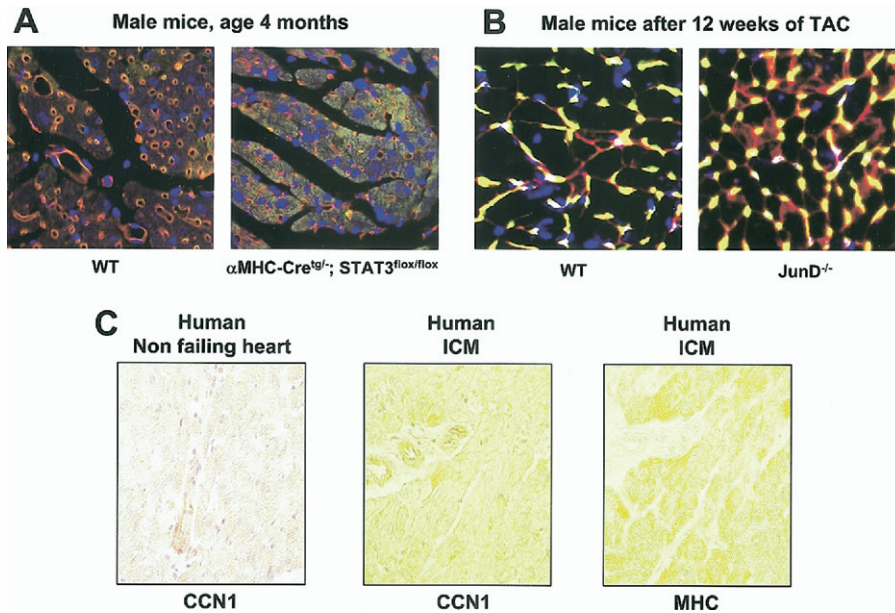 A Male mice, age 4 months
WT
αMHC-Cre^tg/-; STAT3^flox/flox
B Male mice after 12 weeks of TAC
WT
JunD^-/-
C
Human
Non failing heart
CCN1
Human
ICM
CCN1
Human
ICM
MHC